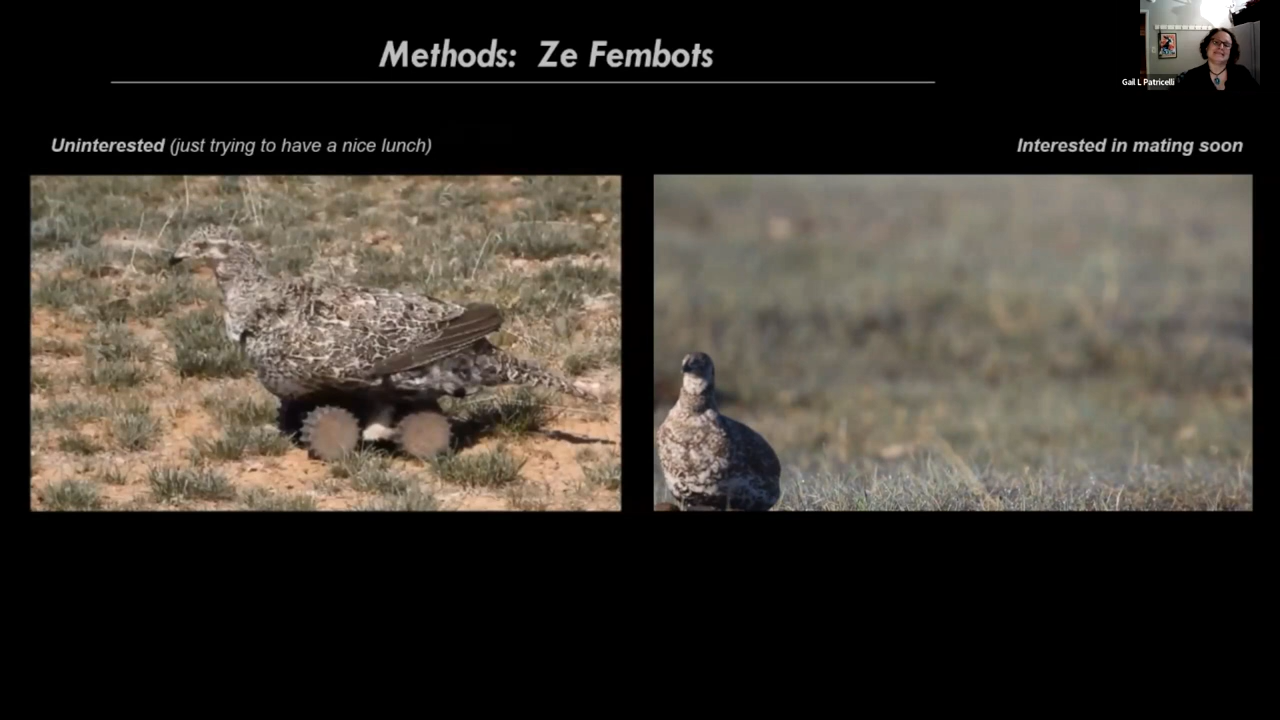 Methods: Ze Fembots
Gail L Patricelli
Uninterested (just trying to have a nice lunch)
Interested in mating soon